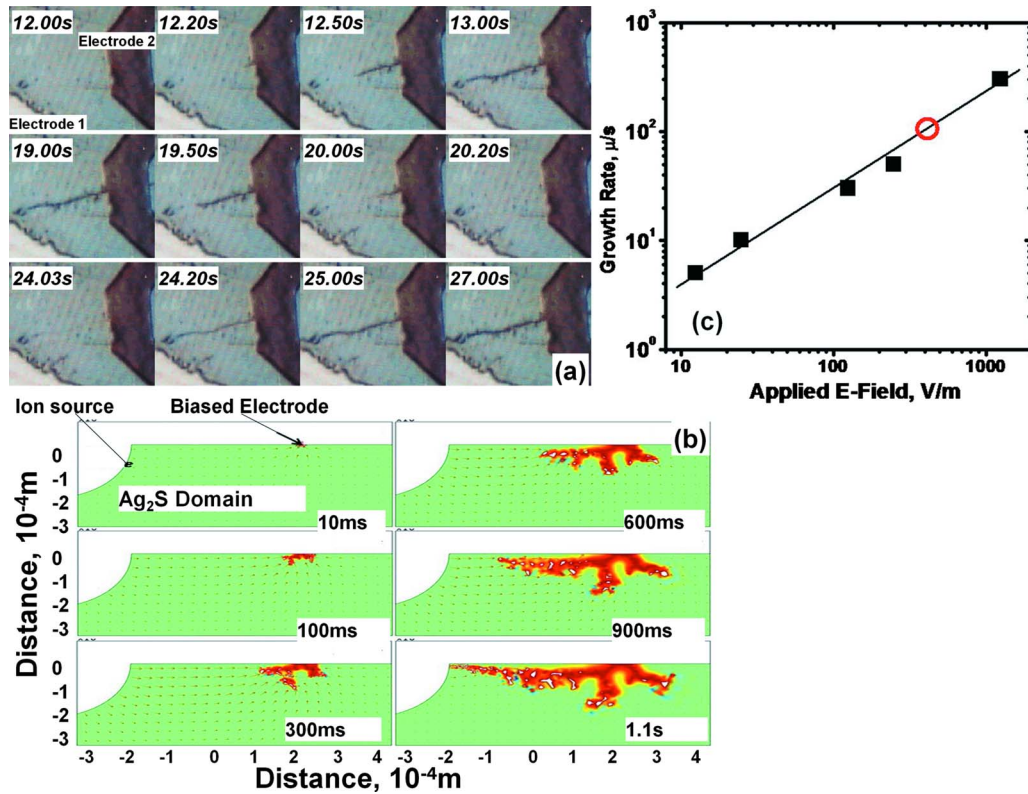 12.00s 12.20s 12.50s 13.00s
Electrode 2
Electrode 1
19.00s 19.50s 20.00s 20.20s
24.03s 24.20s 25.00s 27.00s
(a)
Growth Rate, μ/s
10³
10²
10¹
10⁰
(c)
10 100 1000
Applied E-Field, V/m
Ion source Biased Electrode
(b)
Distance, 10⁻⁴m
0
-1
-2
-3
Ag₂S Domain
10ms 600ms
0
-1
-2
-3
100ms 900ms
0
-1
-2
-3
300ms 1.1s
-3 -2 -1 0 1 2 3 4 -3 -2 -1 0 1 2 3 4
Distance, 10⁻⁴m